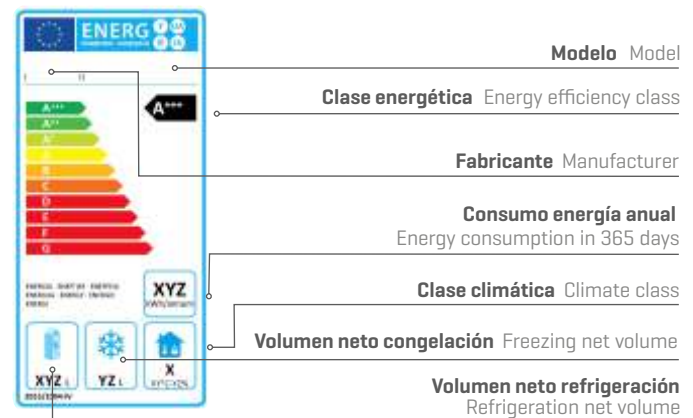 ENERG
Modelo Model
I II
A+++
A+++
Clase energética Energy efficiency class
A++
A+
B
C
D
E
F
G
Fabricante Manufacturer
Consumo energía anual
Energy consumption in 365 days
XYZ
Clase climática Climate class
Volumen neto congelación Freezing net volume
XYZ L
YZ L
X
Volumen neto refrigeración
Refrigeration net volume